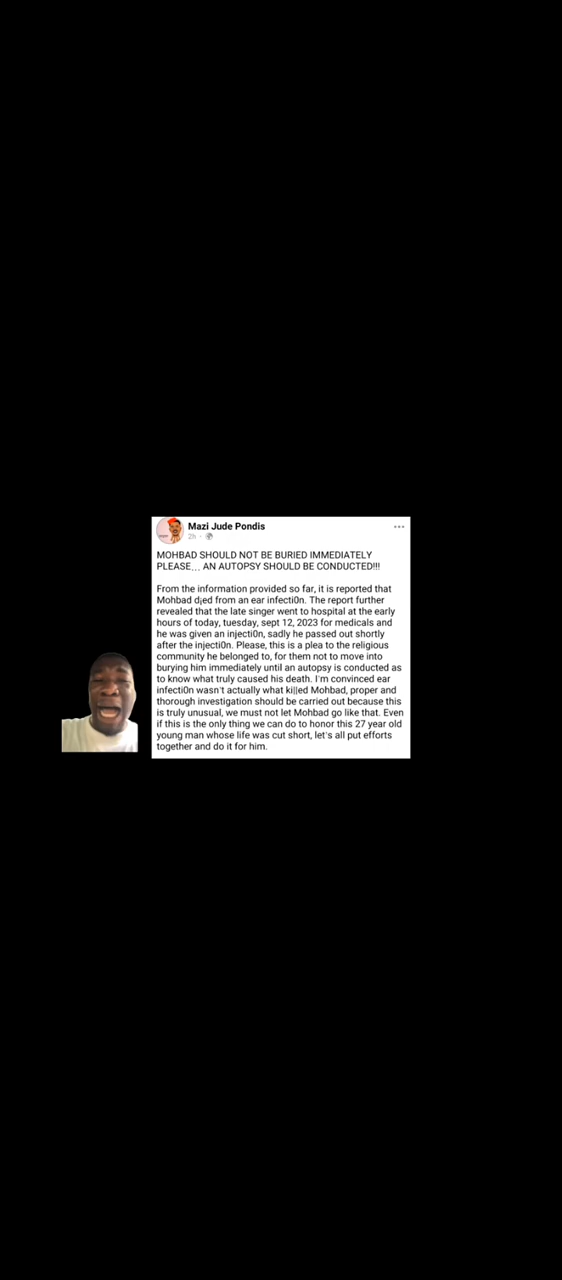 Mazi Jude Pondis
2h ·
MOHBAD SHOULD NOT BE BURIED IMMEDIATELY
PLEASE... AN AUTOPSY SHOULD BE CONDUCTED!!!
From the information provided so far, it is reported that
Mohbad d¡ed from an ear infecti0n. The report further
revealed that the late singer went to hospital at the early
hours of today, tuesday, sept 12, 2023 for medicals and
he was given an injecti0n, sadly he passed out shortly
after the injecti0n. Please, this is a plea to the religious
community he belonged to, for them not to move into
burying him immediately until an autopsy is conducted as
to know what truly caused his death. I'm convinced ear
infecti0n wasn't actually what ki||ed Mohbad, proper and
thorough investigation should be carried out because this
is truly unusual, we must not let Mohbad go like that. Even
if this is the only thing we can do to honor this 27 year old
young man whose life was cut short, let's all put efforts
together and do it for him.